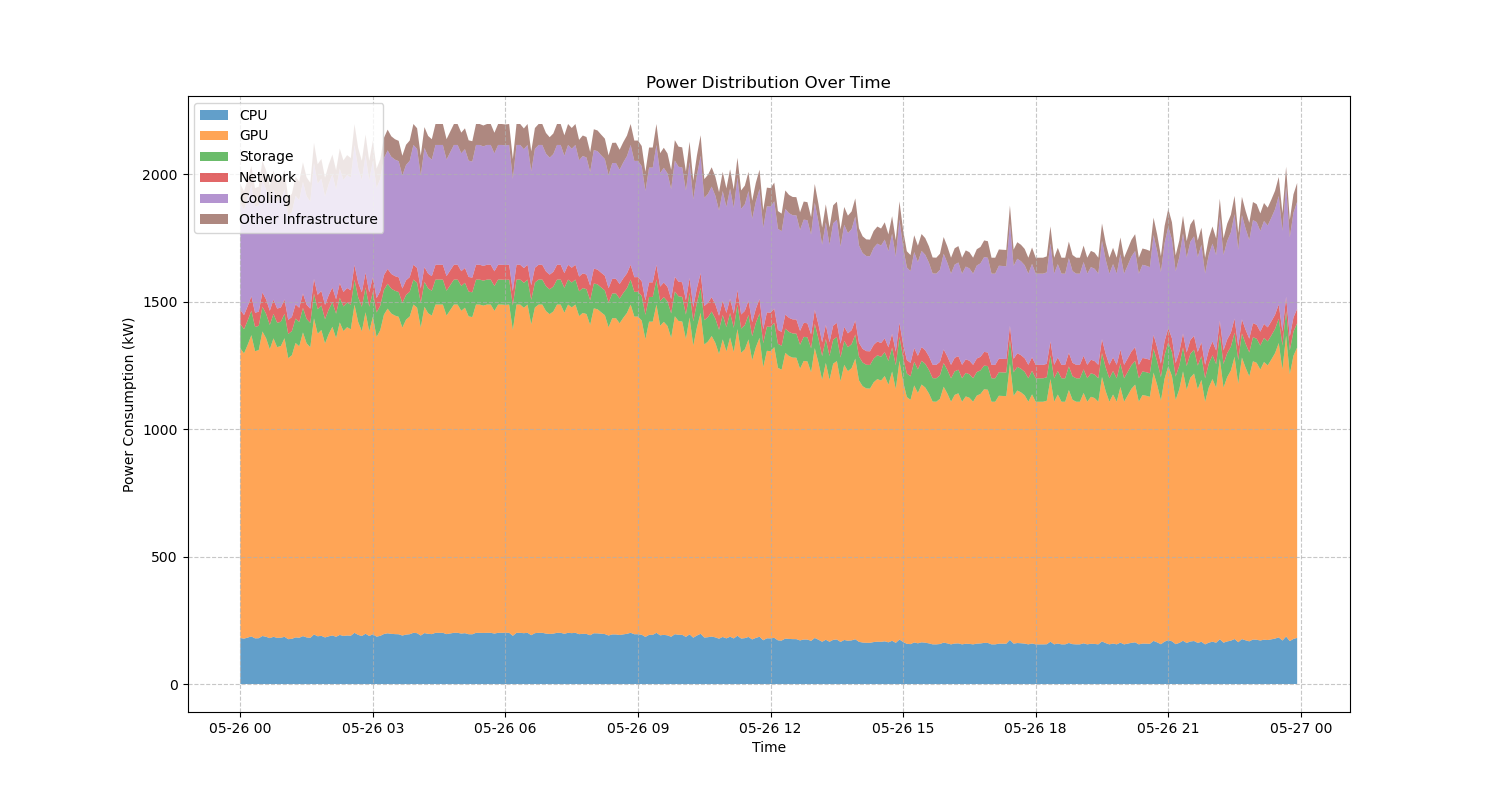 Power Distribution Over Time
CPU
GPU
Storage
Network
Cooling
Other Infrastructure
Power Consumption (kW)
2000
1500
1000
500
0
05-26 00 05-26 03 05-26 06 05-26 09 05-26 12 05-26 15 05-26 18 05-26 21 05-27 00
Time